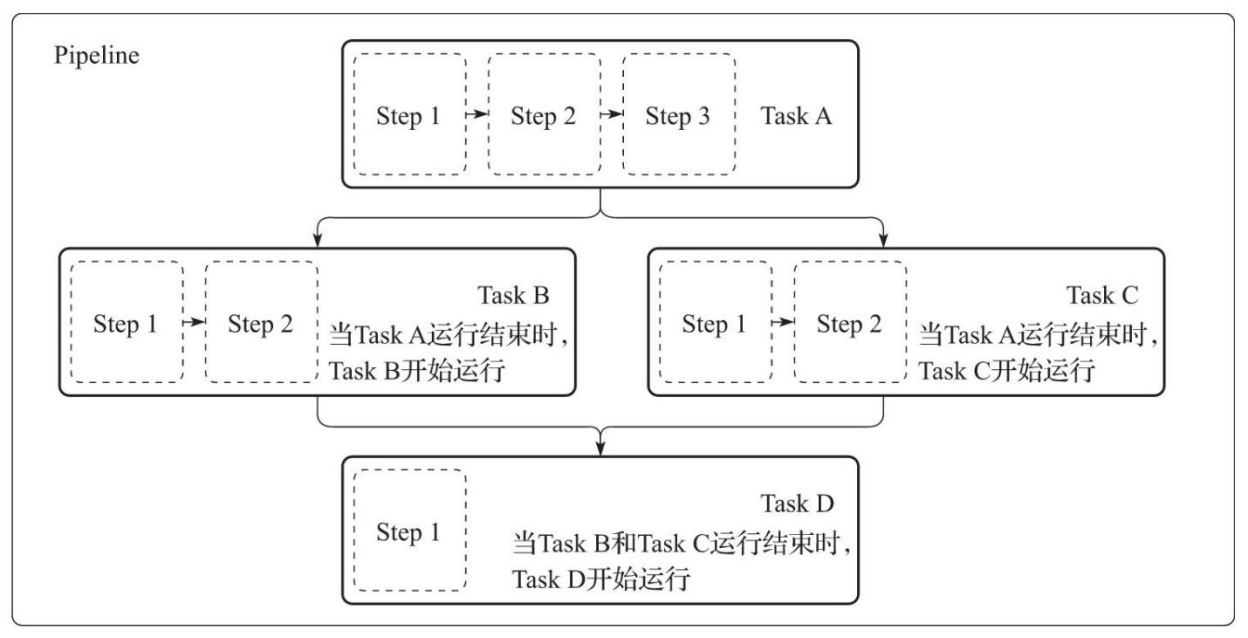 Pipeline
Step 1
Step 2
Step 3
Task A
Step 1
Step 2
Task B
当Task A运行结束时，
Task B开始运行
Step 1
Step 2
Task C
当Task A运行结束时，
Task C开始运行
Step 1
Task D
当Task B和Task C运行结束时，
Task D开始运行